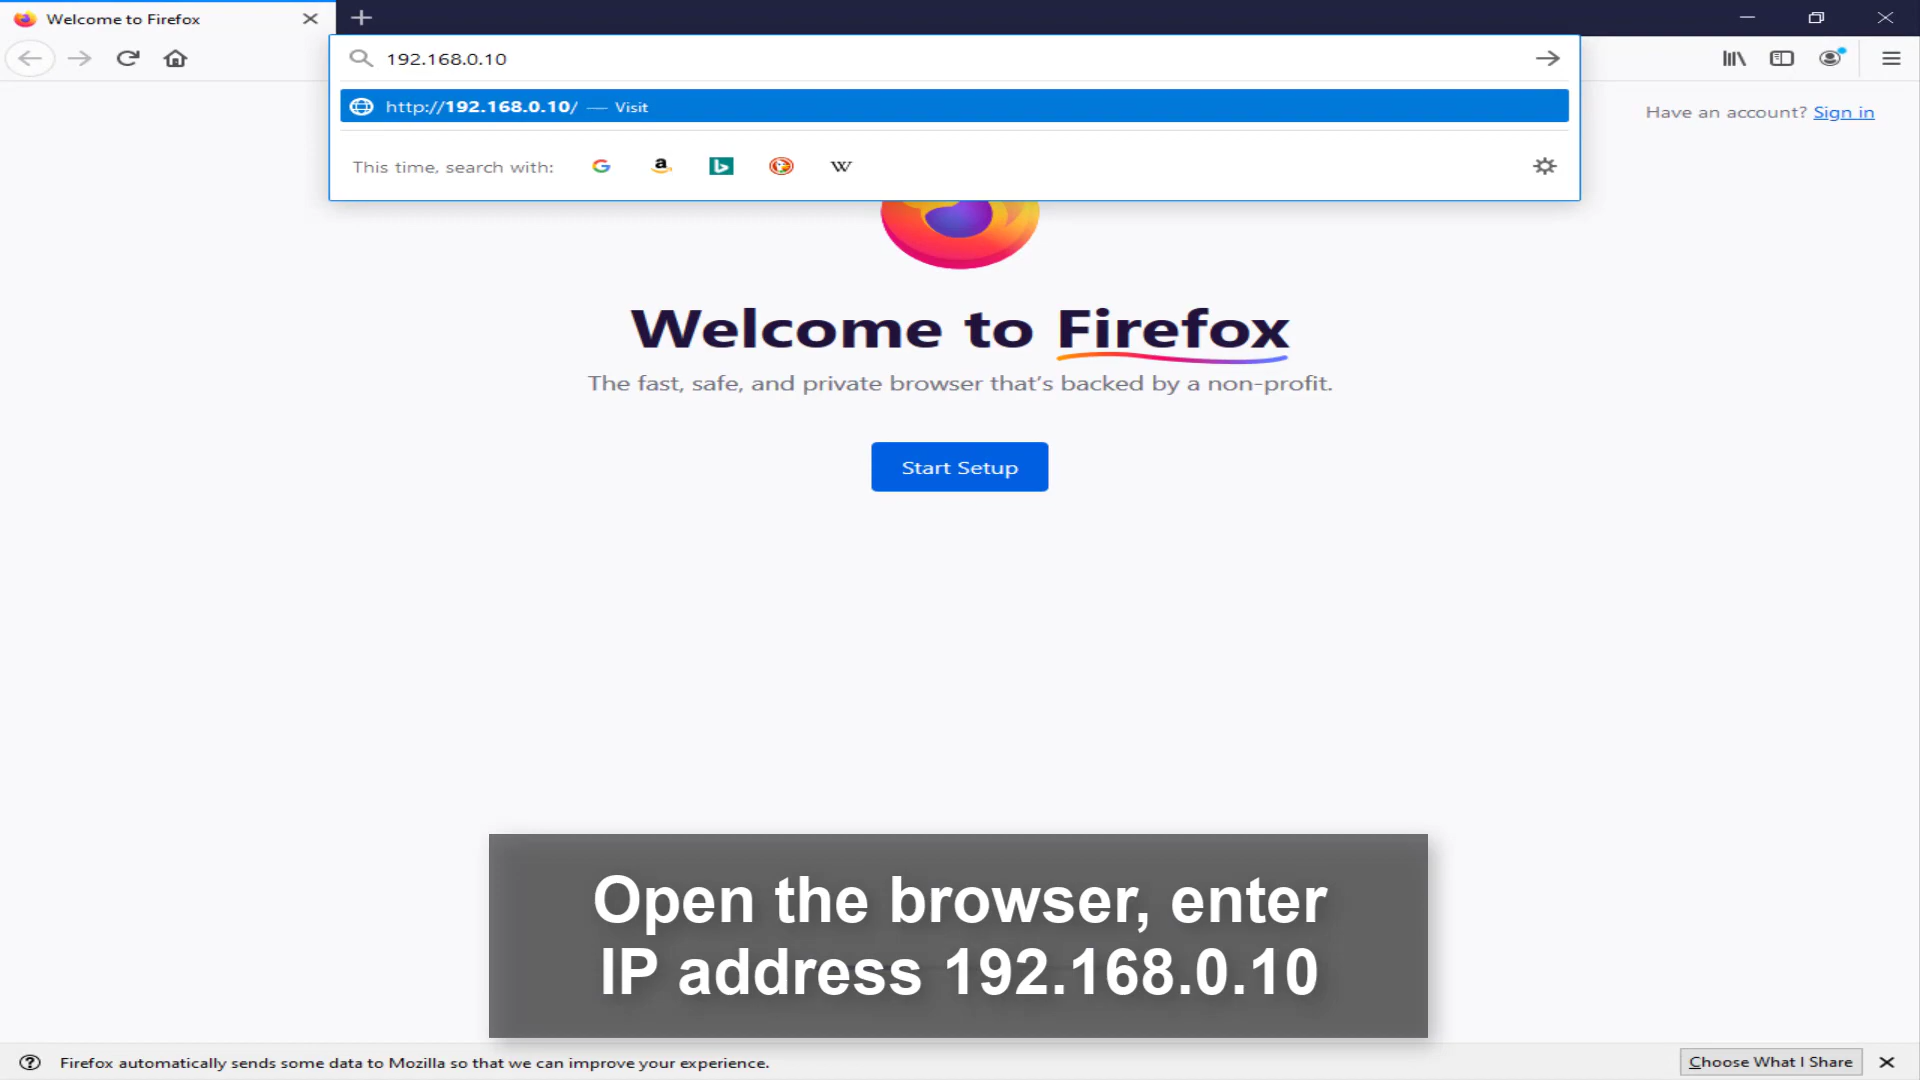 Welcome to Firefox
192.168.0.10
http://192.168.0.10/ — Visit
Have an account? Sign in
This time, search with:
Welcome to Firefox
The fast, safe, and private browser that's backed by a non-profit.
Start Setup
Open the browser, enter
IP address 192.168.0.10
Firefox automatically sends some data to Mozilla so that we can improve your experience.
Choose What I Share